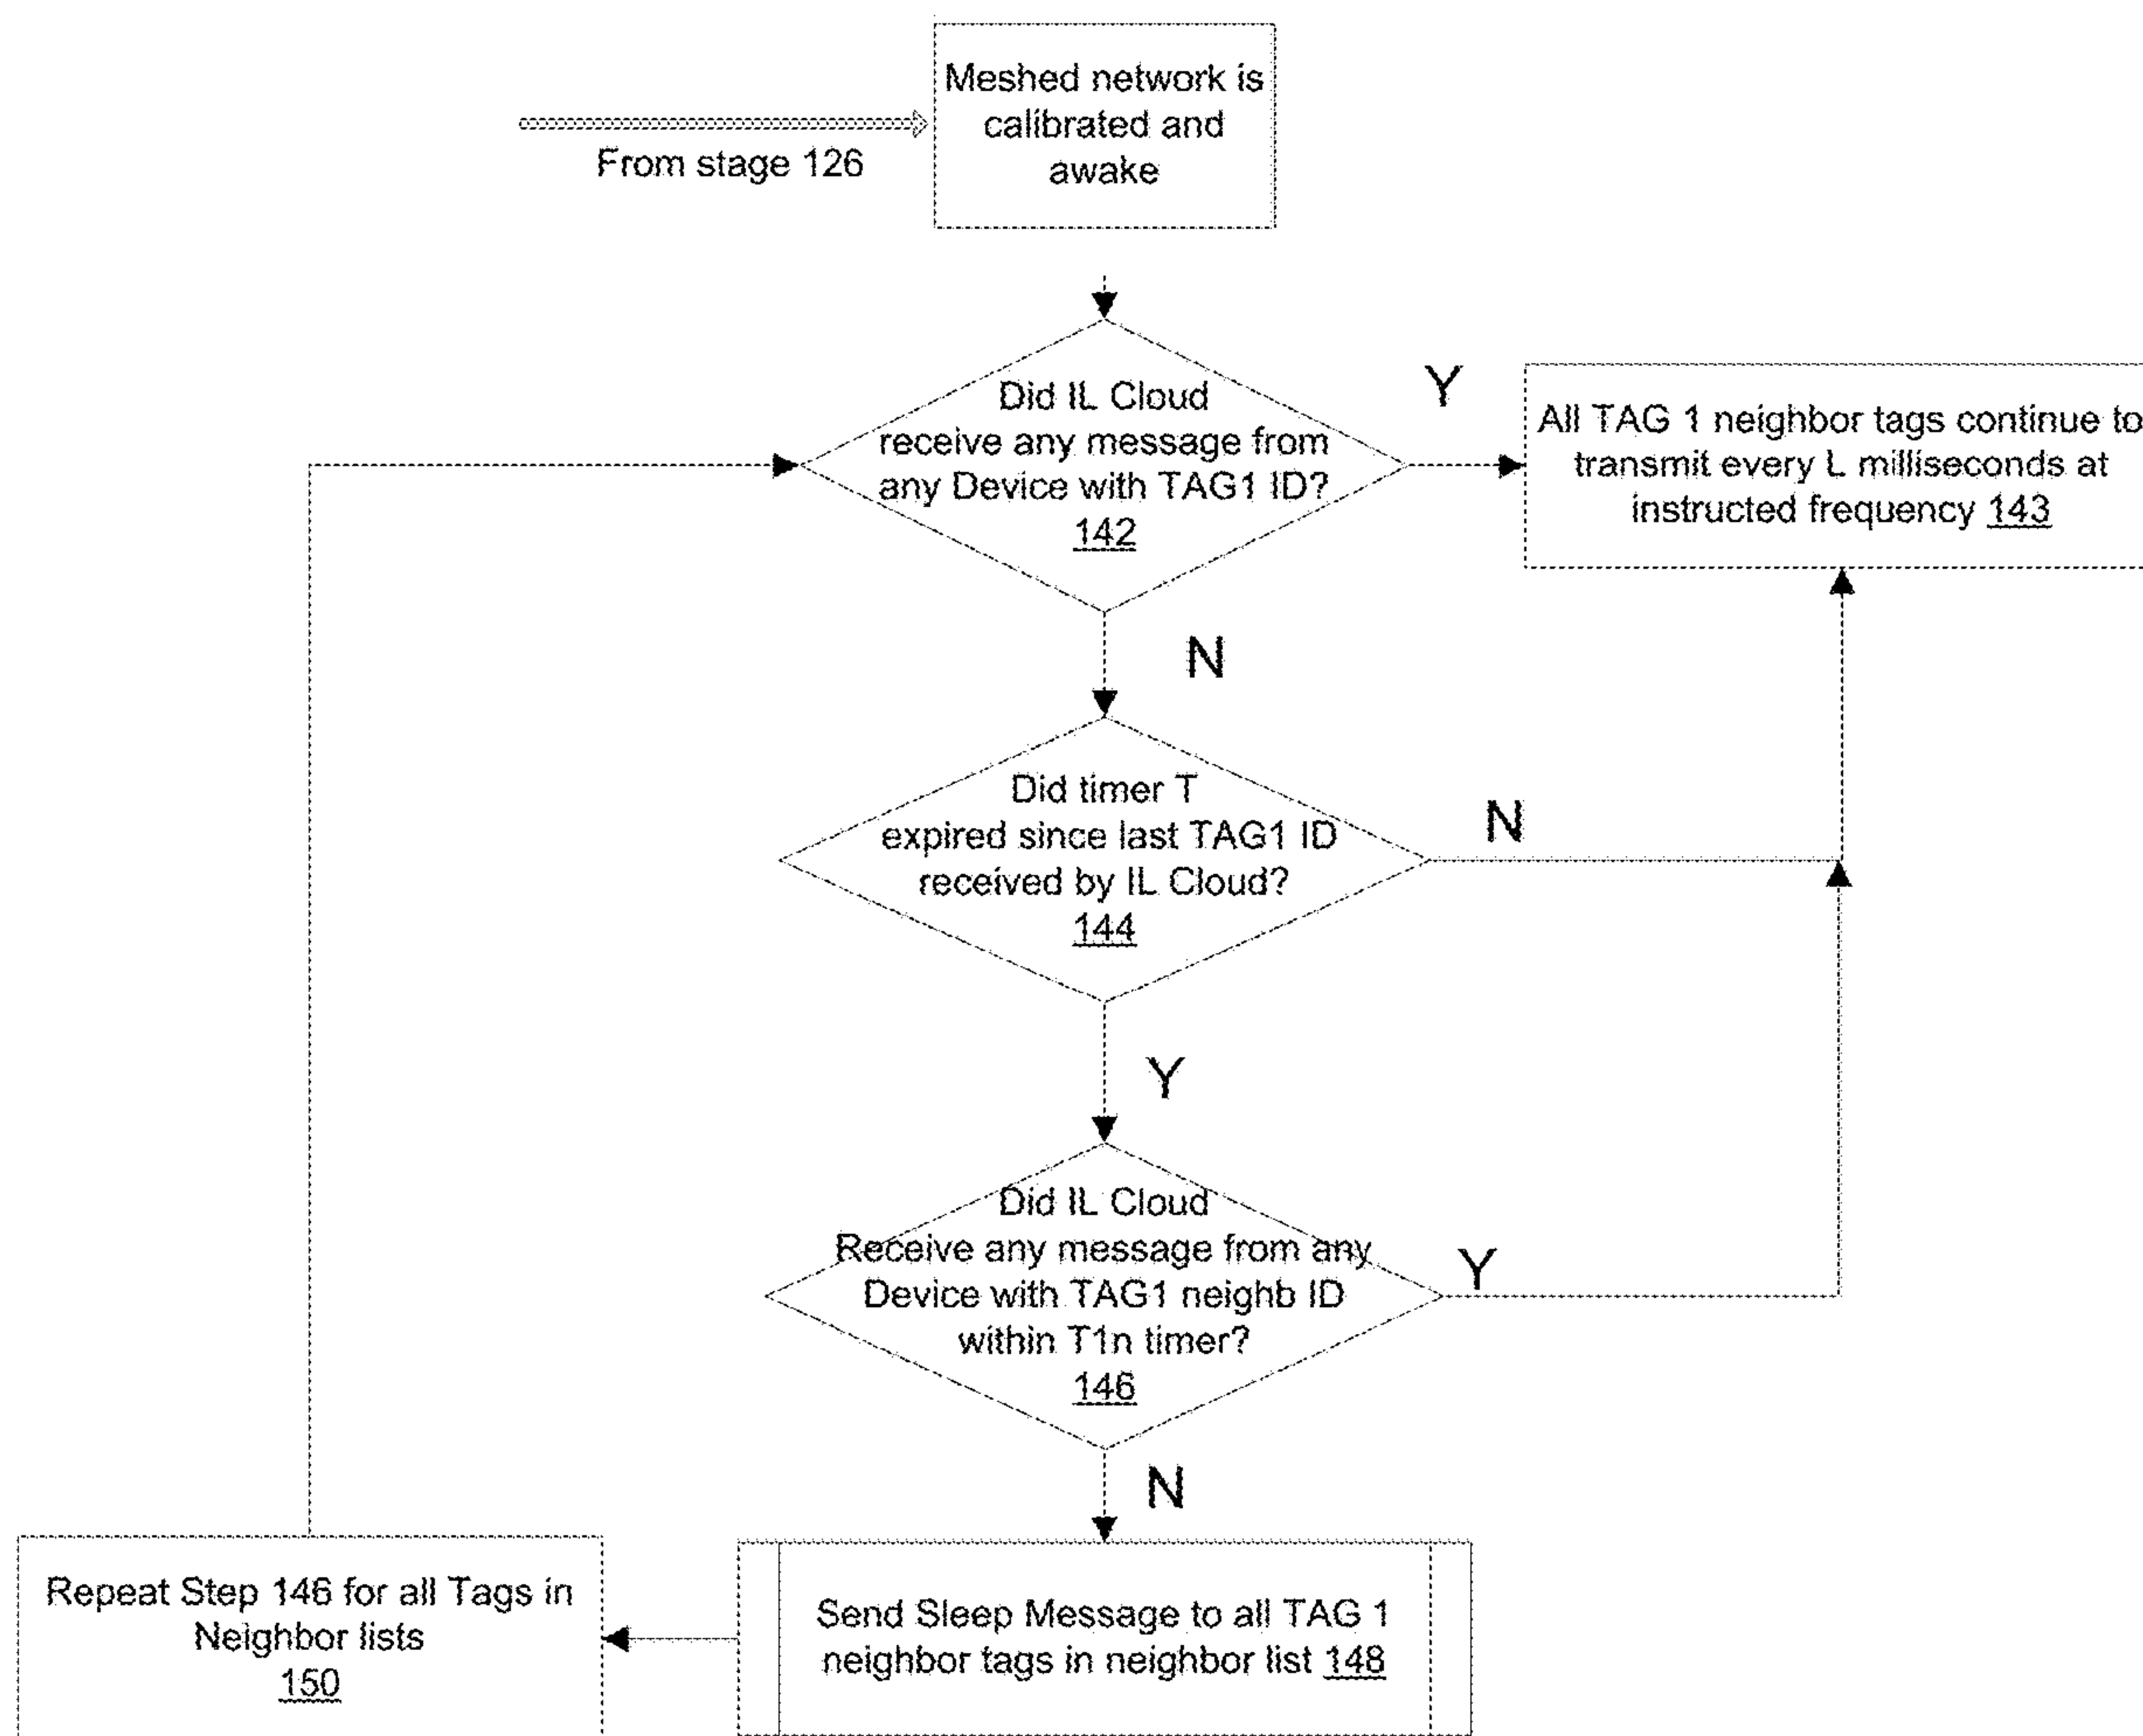 Meshed network is
calibrated and
awake
From stage 126
Did IL Cloud
receive any message from
any Device with TAG1 ID?
142
Y
All TAG 1 neighbor tags continue to
transmit every L milliseconds at
instructed frequency 143
N
Did timer T
expired since last TAG1 ID
received by IL Cloud?
144
N
Y
Did IL Cloud
Receive any message from any
Device with TAG1 neighb ID
within T1n timer?
146
Y
N
Repeat Step 146 for all Tags in
Neighbor lists
150
Send Sleep Message to all TAG 1
neighbor tags in neighbor list 148